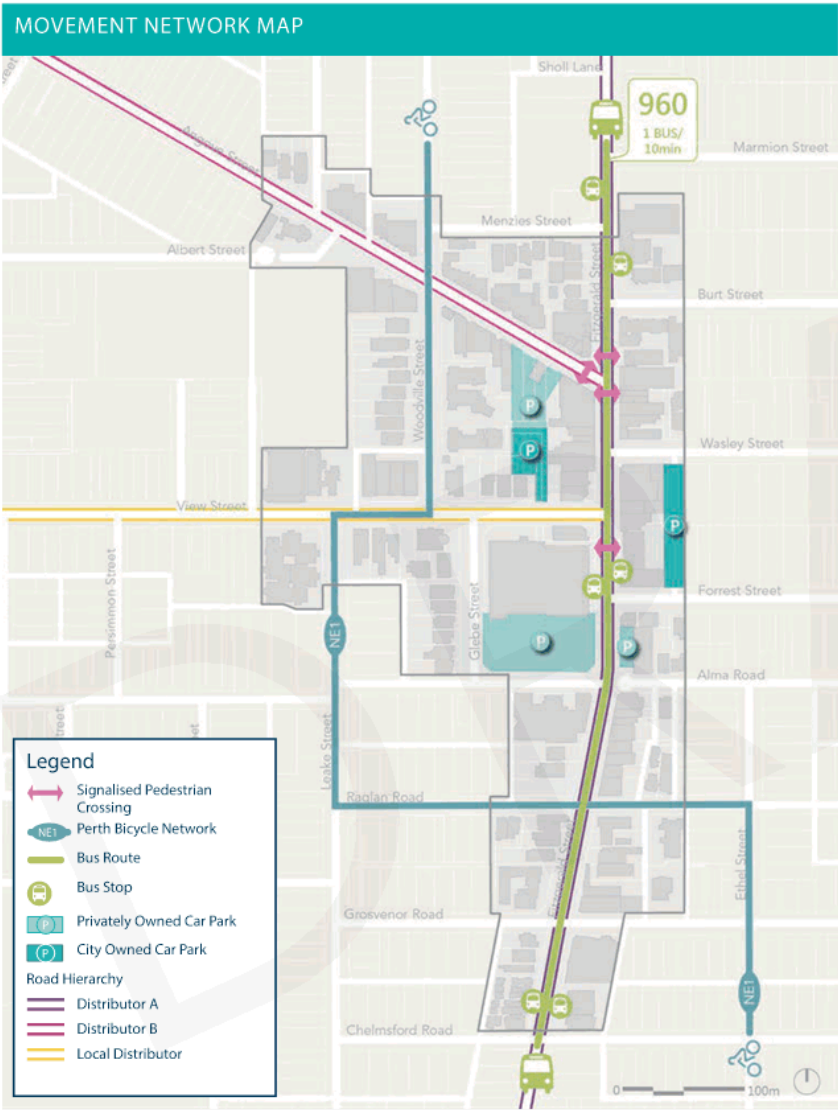 MOVEMENT NETWORK MAP
Sholl Lane
960
1 BUS/
10min
Marmion Street
Angove Street
Menzies Street
Albert Street
Fitzgerald Street
Burt Street
Woodville Street
P
Wasley Street
P
View Street
P
Persimmon Street
Forrest Street
Glebe Street
NE1
P
P
Alma Road
Leake Street
Raglan Road
Fitzgerald Street
Ethel Street
Grosvenor Road
NE1
Chelmsford Road
0
100m
Legend
Signalised Pedestrian
Crossing
NE1
Perth Bicycle Network
Bus Route
Bus Stop
P
Privately Owned Car Park
P
City Owned Car Park
Road Hierarchy
Distributor A
Distributor B
Local Distributor